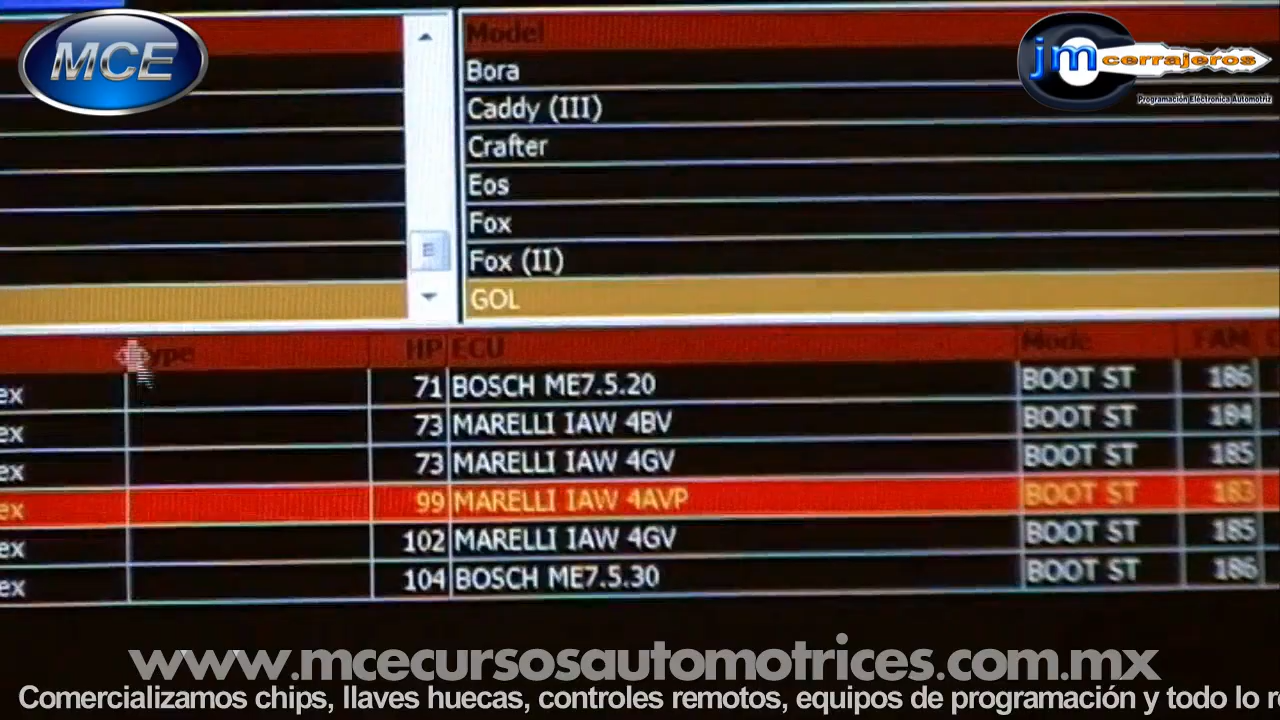 MCE
jm cerrajeros
Programación Electrónica Automotriz
Model
Bora
Caddy (III)
Crafter
Eos
Fox
Fox (II)
GOL
HP ECU Mode FAM
ex 71 BOSCH ME7.5.20 BOOT ST 186
ex 73 MARELLI IAW 4BV BOOT ST 184
ex 73 MARELLI IAW 4GV BOOT ST 185
ex 99 MARELLI IAW 4AVP BOOT ST 183
ex 102 MARELLI IAW 4GV BOOT ST 185
ex 104 BOSCH ME7.5.30 BOOT ST 186
www.mcecursosautomotrices.com.mx
Comercializamos chips, llaves huecas, controles remotos, equipos de programación y todo lo r